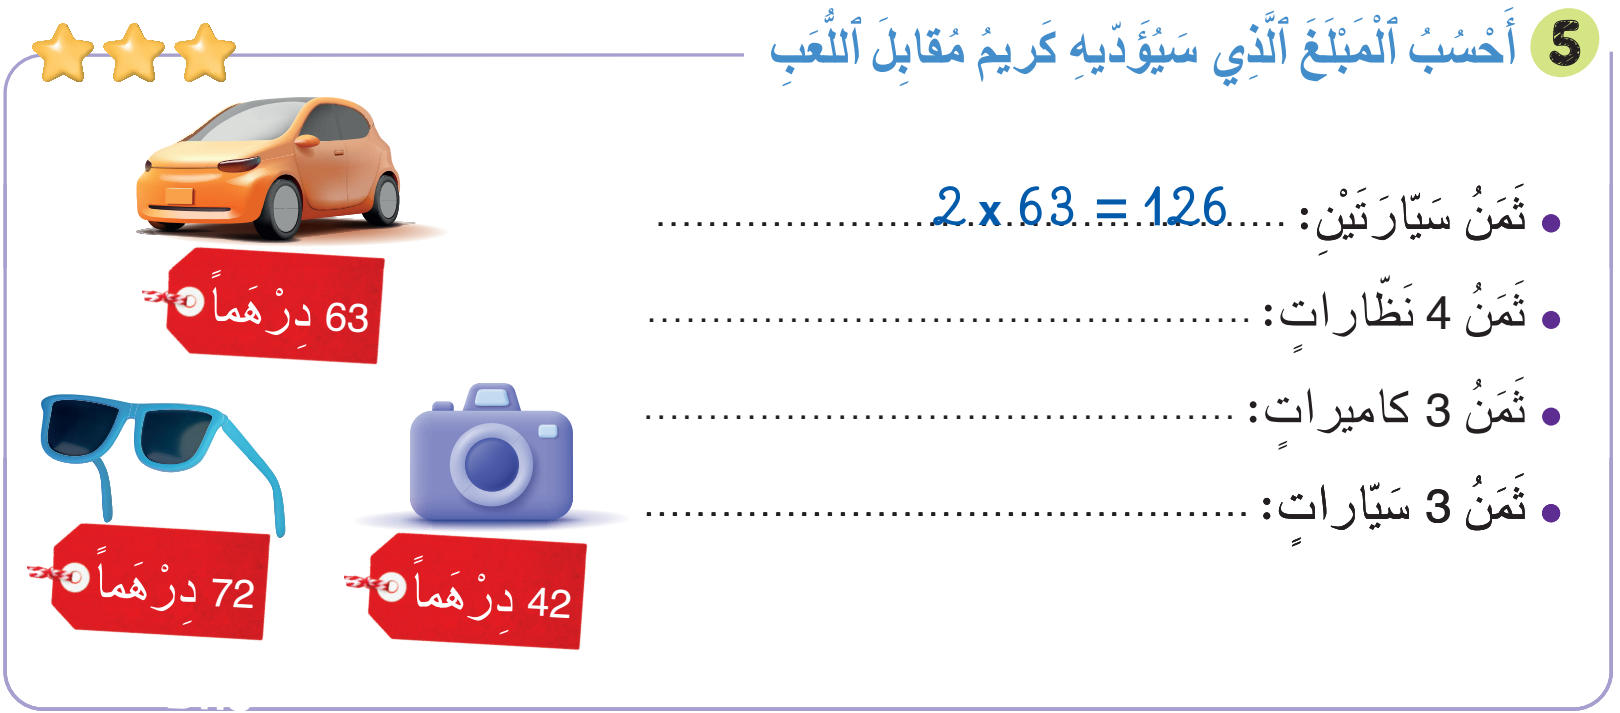 5 أَحْسُبُ ٱلْمَبْلَغَ ٱلَّذِي سَيُؤَدّيهِ كَريمُ مُقابِلَ ٱللُّعَبِ
• ثَمَنُ سَيّارَتَيْنِ: 2 x 63 = 126
• ثَمَنُ 4 نَظّاراتٍ: ........................................
• ثَمَنُ 3 كاميراتٍ: ........................................
• ثَمَنُ 3 سَيّاراتٍ: ........................................
63 دِرْهَماً
72 دِرْهَماً
42 دِرْهَماً